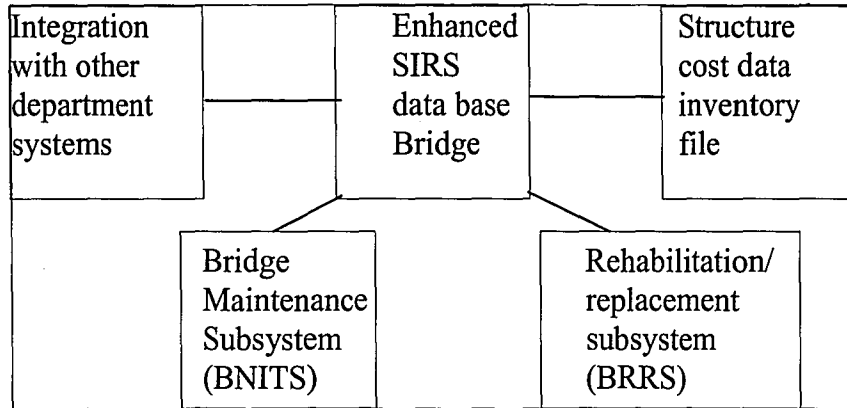 Integration
with other
department
systems
Enhanced
SIRS
data base
Bridge
Structure
cost data
inventory
file
Bridge
Maintenance
Subsystem
(BNITS)
Rehabilitation/
replacement
subsystem
(BRRS)